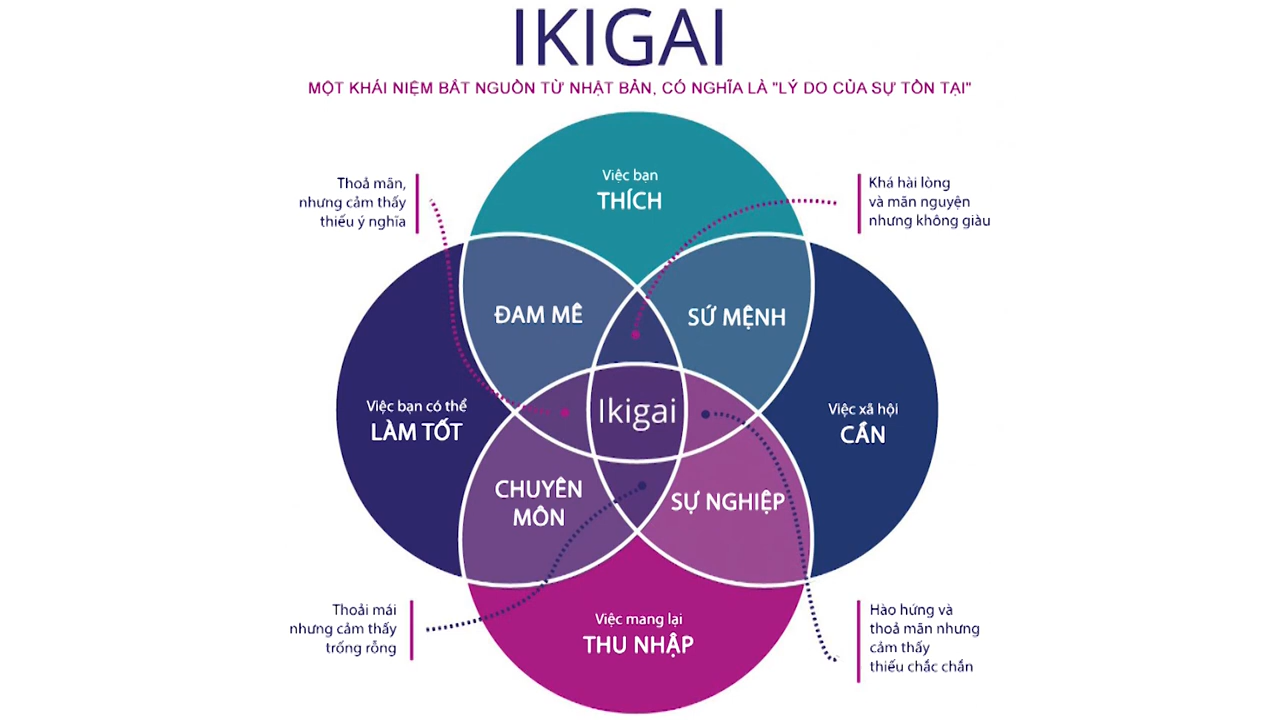 IKIGAI
MỘT KHÁI NIỆM BẮT NGUỒN TỪ NHẬT BẢN, CÓ NGHĨA LÀ "LÝ DO CỦA SỰ TỒN TẠI"
Thoả mãn,
nhưng cảm thấy
thiếu ý nghĩa
Việc bạn
THÍCH
Khá hài lòng
và mãn nguyện
nhưng không giàu
ĐAM MÊ
SỨ MỆNH
Việc bạn có thể
LÀM TỐT
Ikigai
Việc xã hội
CẦN
CHUYÊN
MÔN
SỰ NGHIỆP
Thoải mái
nhưng cảm thấy
trống rỗng
Việc mang lại
THU NHẬP
Hào hứng và
thoả mãn nhưng
cảm thấy
thiếu chắc chắn